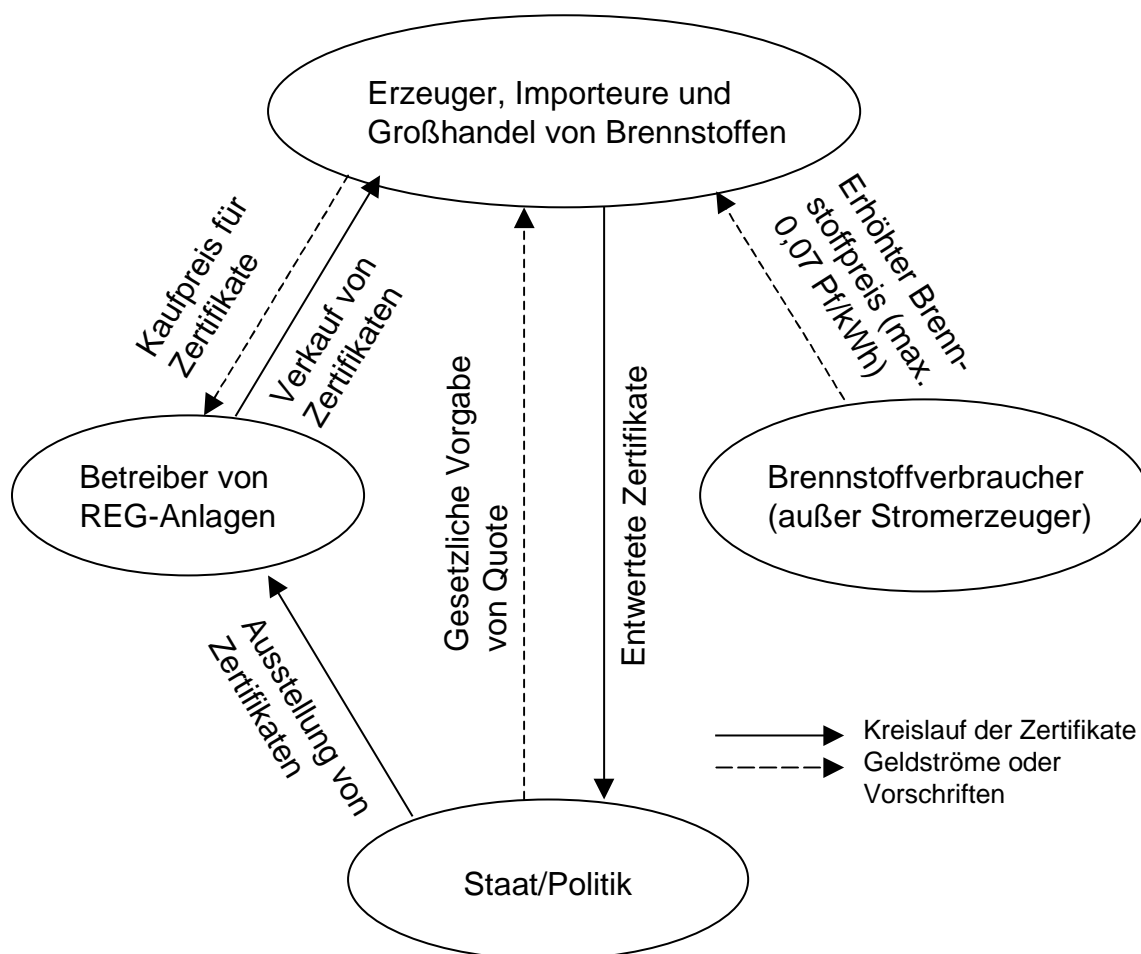 Erzeuger, Importeure und
Großhandel von Brennstoffen
Kaufpreis für
Zertifikate
Verkauf von
Zertifikaten
Erhöhter Brenn-
stoffpreis (max.
0,07 Pf/kWh)
Gesetzliche Vorgabe
von Quote
Entwertete Zertifikate
Betreiber von
REG-Anlagen
Brennstoffverbraucher
(außer Stromerzeuger)
Ausstellung von
Zertifikaten
Kreislauf der Zertifikate
Geldströme oder
Vorschriften
Staat/Politik